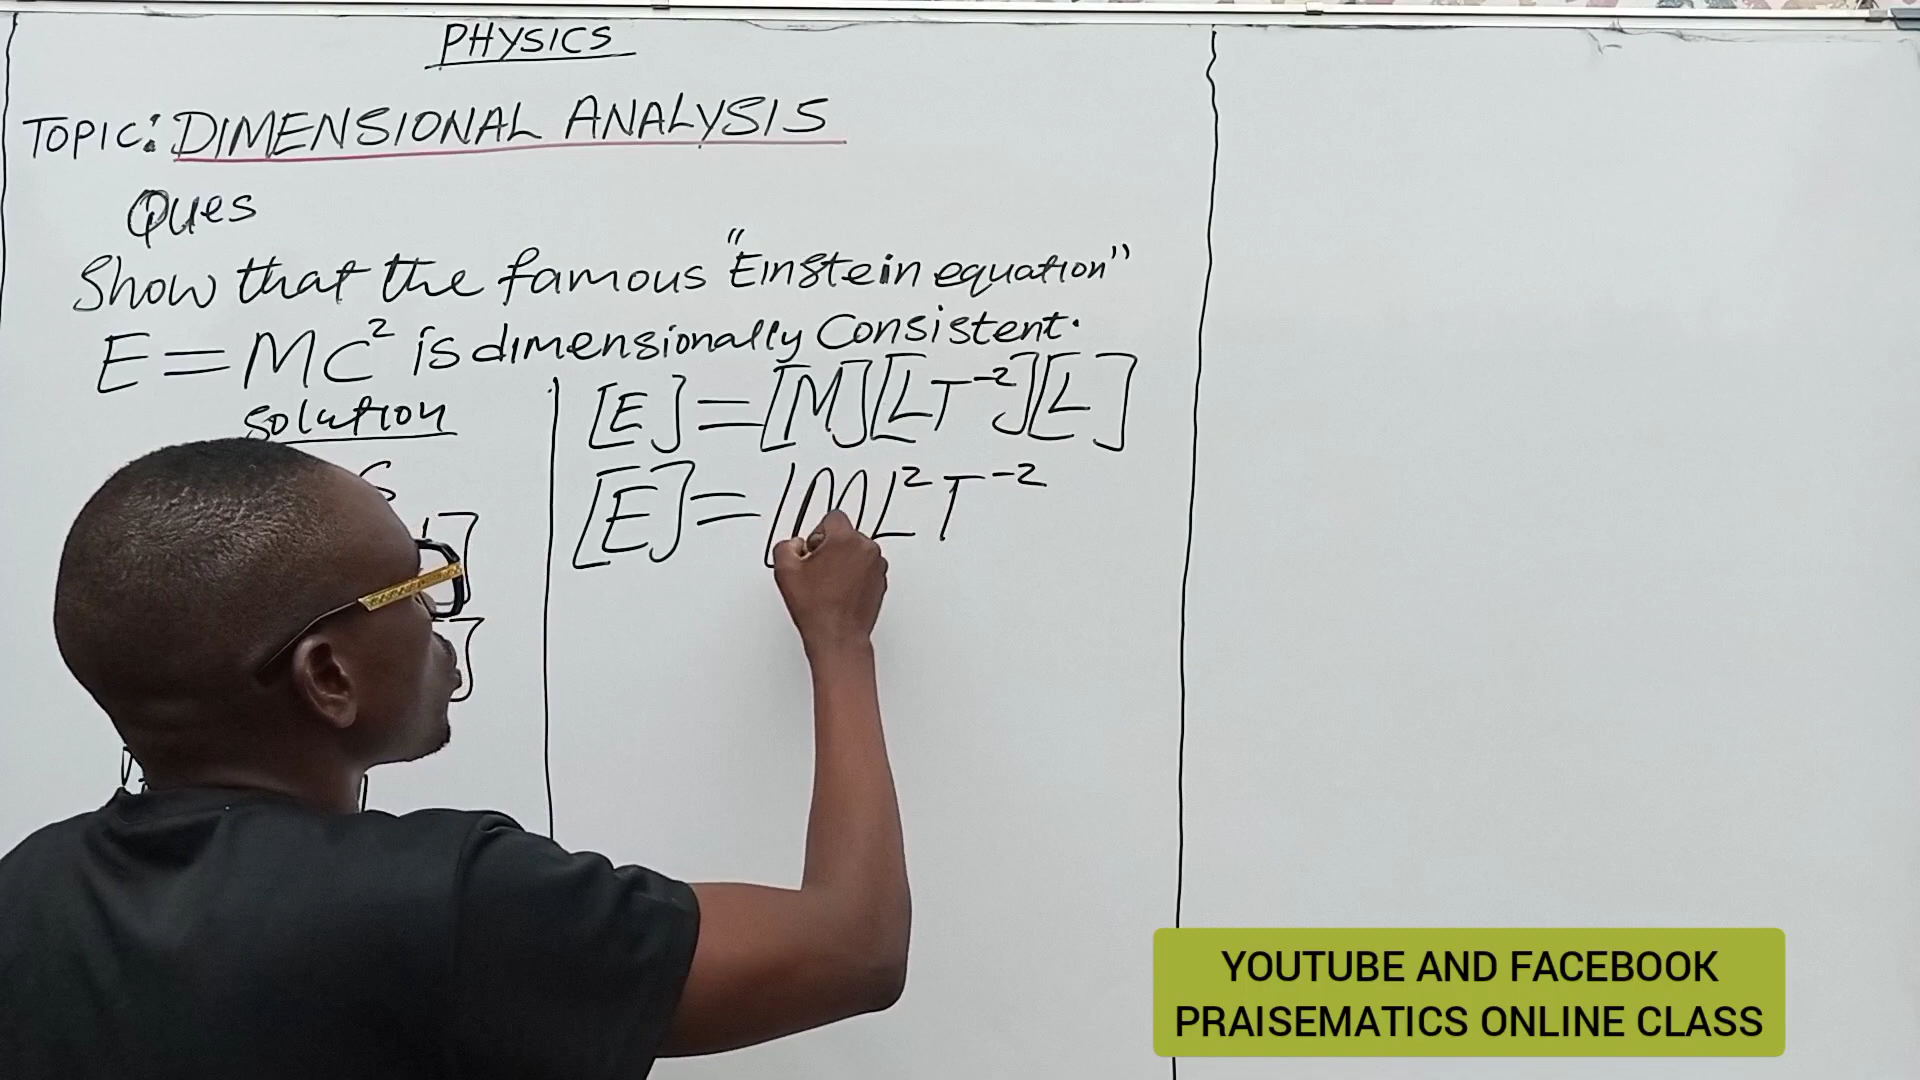 PHYSICS
TOPIC: DIMENSIONAL ANALYSIS
Ques
Show that the famous "Einstein equation"
E = MC² is dimensionally Consistent.
Solution
[E] = [M][LT⁻²][L]
[E] = [ML²T⁻²
YOUTUBE AND FACEBOOK
PRAISEMATICS ONLINE CLASS